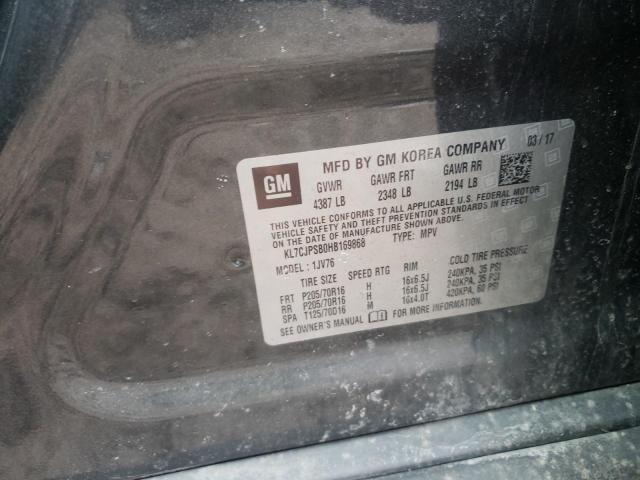 GM
MFD BY GM KOREA COMPANY 03/17
GVWR GAWR FRT GAWR RR
4387 LB 2348 LB 2194 LB
THIS VEHICLE CONFORMS TO ALL APPLICABLE U.S. FEDERAL MOTOR
VEHICLE SAFETY AND THEFT PREVENTION STANDARDS IN EFFECT
ON THE DATE OF MANUFACTURE SHOWN ABOVE.
KL7CJPSB0HB169868 TYPE: MPV
MODEL: 1JV76
TIRE SIZE SPEED RTG RIM COLD TIRE PRESSURE
FRT P205/70R16 H 16x6.5J 240KPA, 35 PSI
RR P205/70R16 H 16x6.5J 240KPA, 35 PSI
SPA T125/70D16 M 16x4.0T 420KPA, 60 PSI
SEE OWNER'S MANUAL FOR MORE INFORMATION.